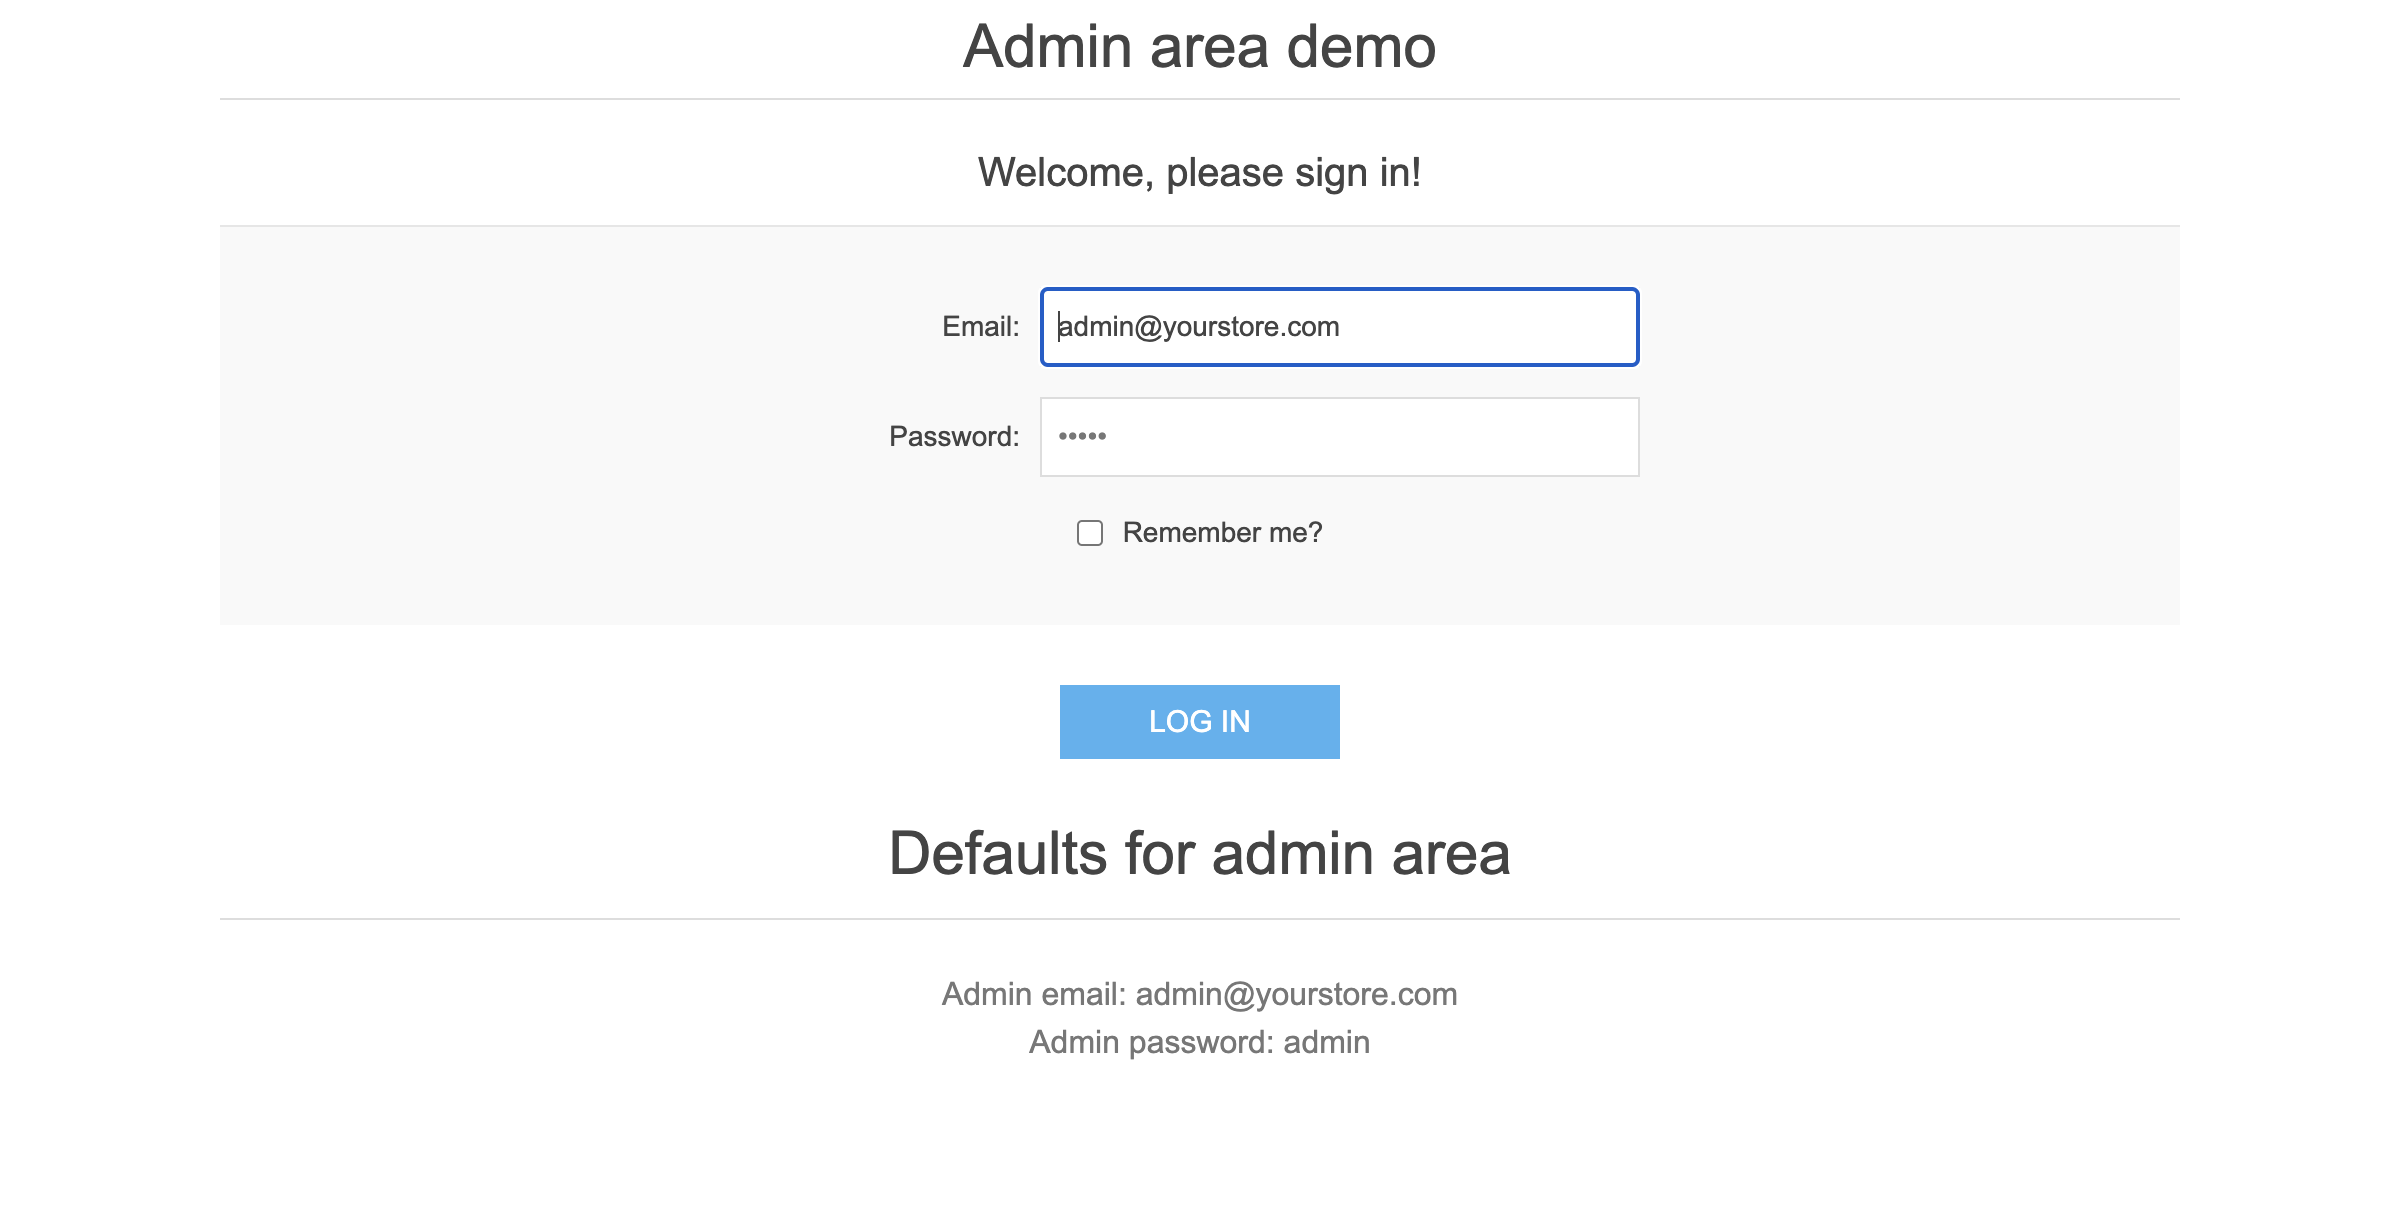 Admin area demo
Welcome, please sign in!
Email: admin@yourstore.com
Password: •••••
Remember me?
LOG IN
Defaults for admin area
Admin email: admin@yourstore.com
Admin password: admin